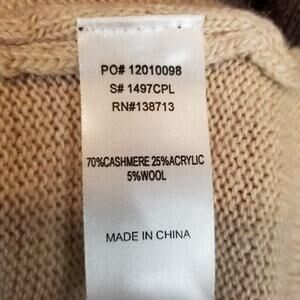 PO# 12010098
S# 1497CPL
RN#138713
70%CASHMERE 25%ACRYLIC
5%WOOL
MADE IN CHINA